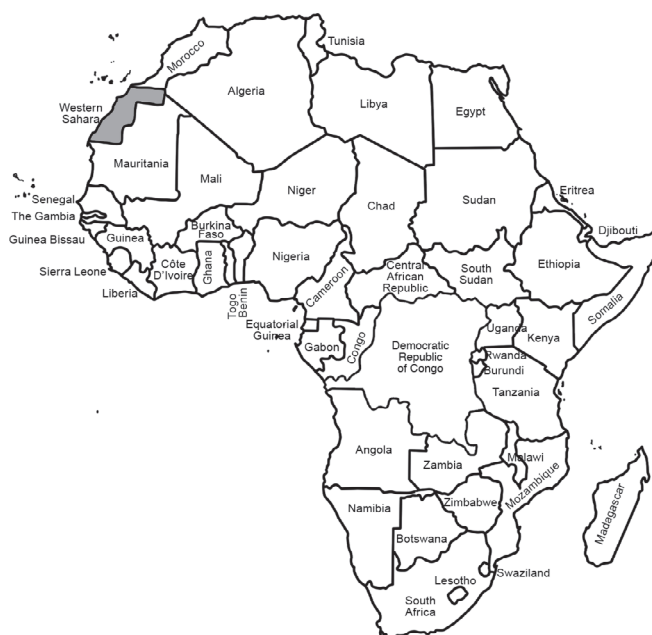 Tunisia
Morocco
Algeria
Libya
Egypt
Western
Sahara
Mauritania
Mali
Niger
Chad
Sudan
Eritrea
Senegal
The Gambia
Guinea Bissau
Guinea
Burkina
Faso
Djibouti
Sierra Leone
Côte
D'Ivoire
Ghana
Nigeria
Central
African
Republic
South
Sudan
Ethiopia
Liberia
Togo
Benin
Cameroon
Somalia
Equatorial
Guinea
Gabon
Congo
Democratic
Republic
of Congo
Uganda
Kenya
Rwanda
Burundi
Tanzania
Angola
Zambia
Malawi
Mozambique
Zimbabwe
Namibia
Botswana
Madagascar
Swaziland
Lesotho
South
Africa